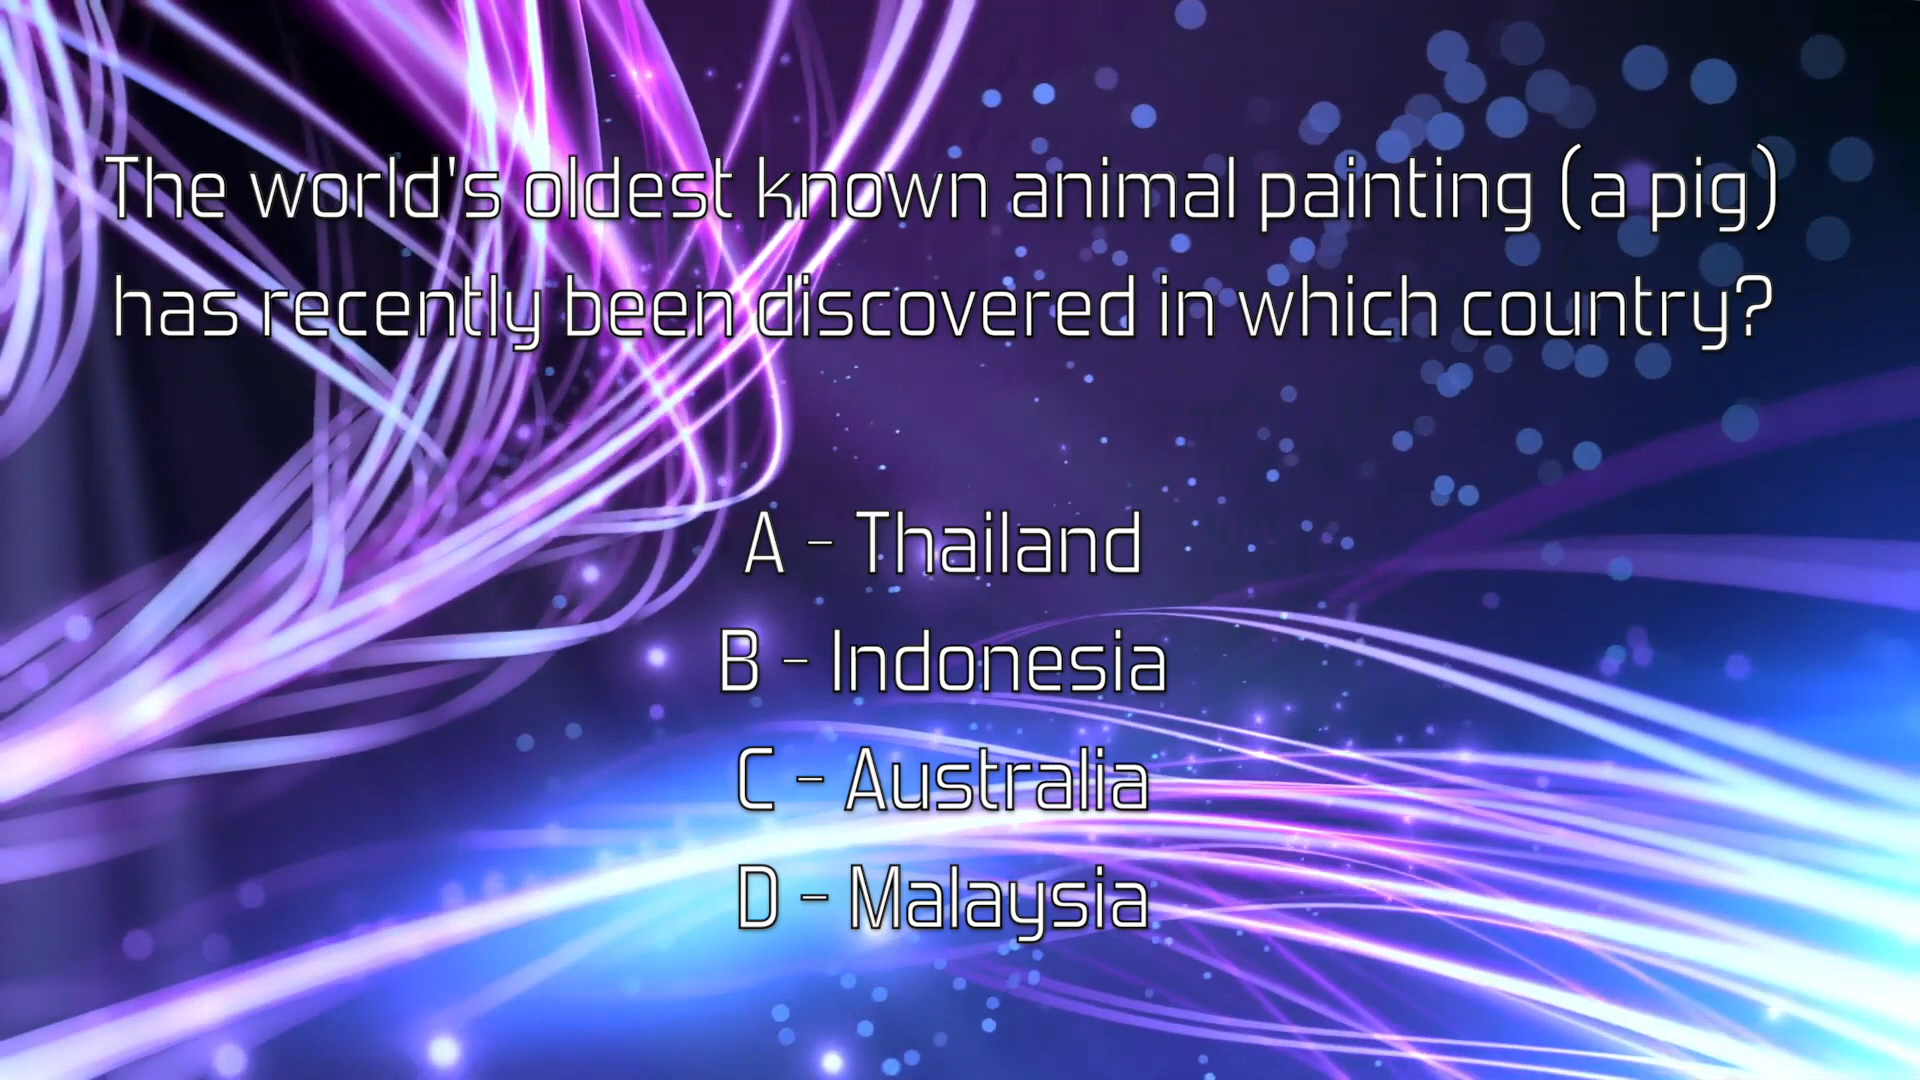 The world's oldest known animal painting (a pig)
has recently been discovered in which country?
A - Thailand
B - Indonesia
C - Australia
D - Malaysia